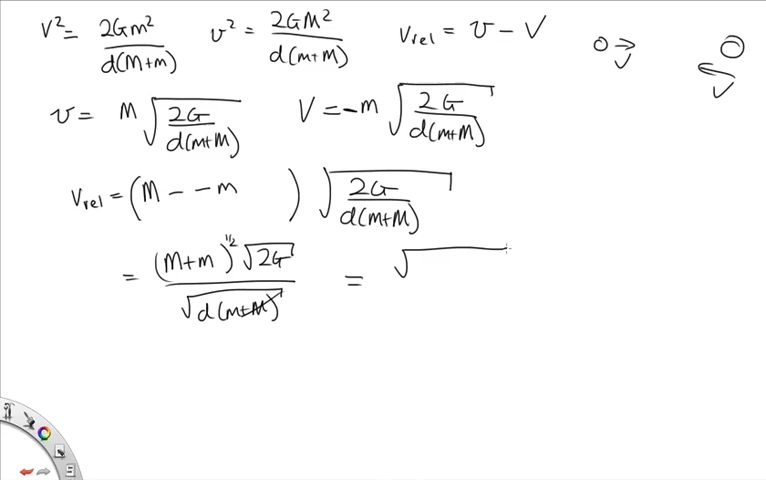 V² = 2Gm² / d(M+m)   v² = 2GM² / d(m+M)   Vrel = v - V
v = M √(2G / d(m+M))   V = -m √(2G / d(m+M))
Vrel = (M - -m ) √(2G / d(m+M))
= (M+m)^1/2 √2G / √d(m+M) = √
V
V